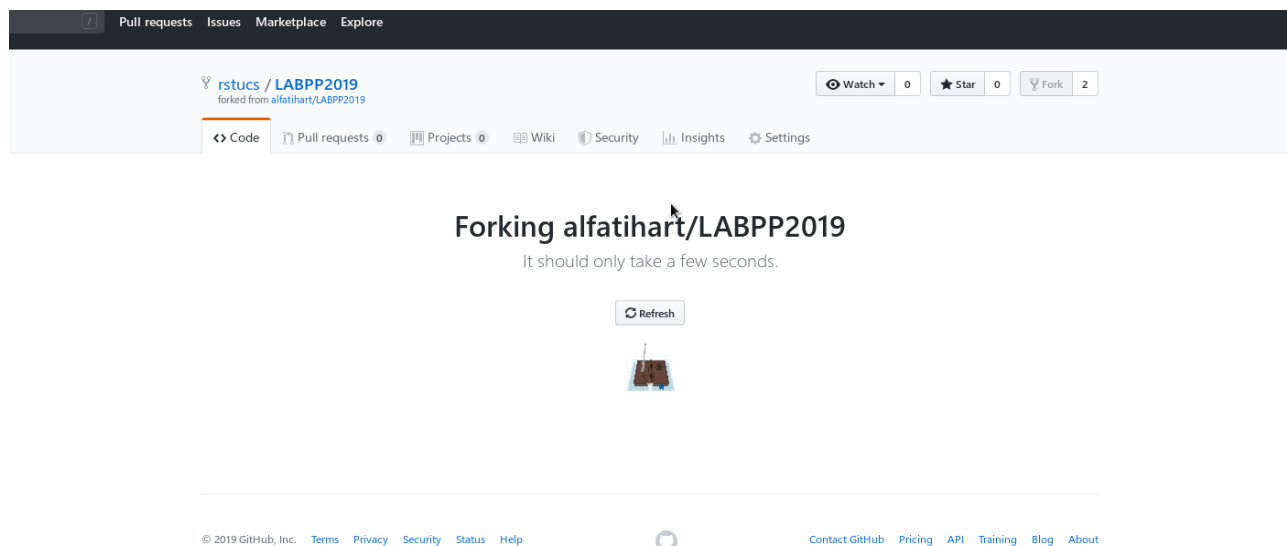 / Pull requests Issues Marketplace Explore
rstucs / LABPP2019
forked from alfatihart/LABPP2019
Watch 0 Star 0 Fork 2
Code Pull requests 0 Projects 0 Wiki Security Insights Settings
Forking alfatihart/LABPP2019
It should only take a few seconds.
Refresh
© 2019 GitHub, Inc. Terms Privacy Security Status Help Contact GitHub Pricing API Training Blog About